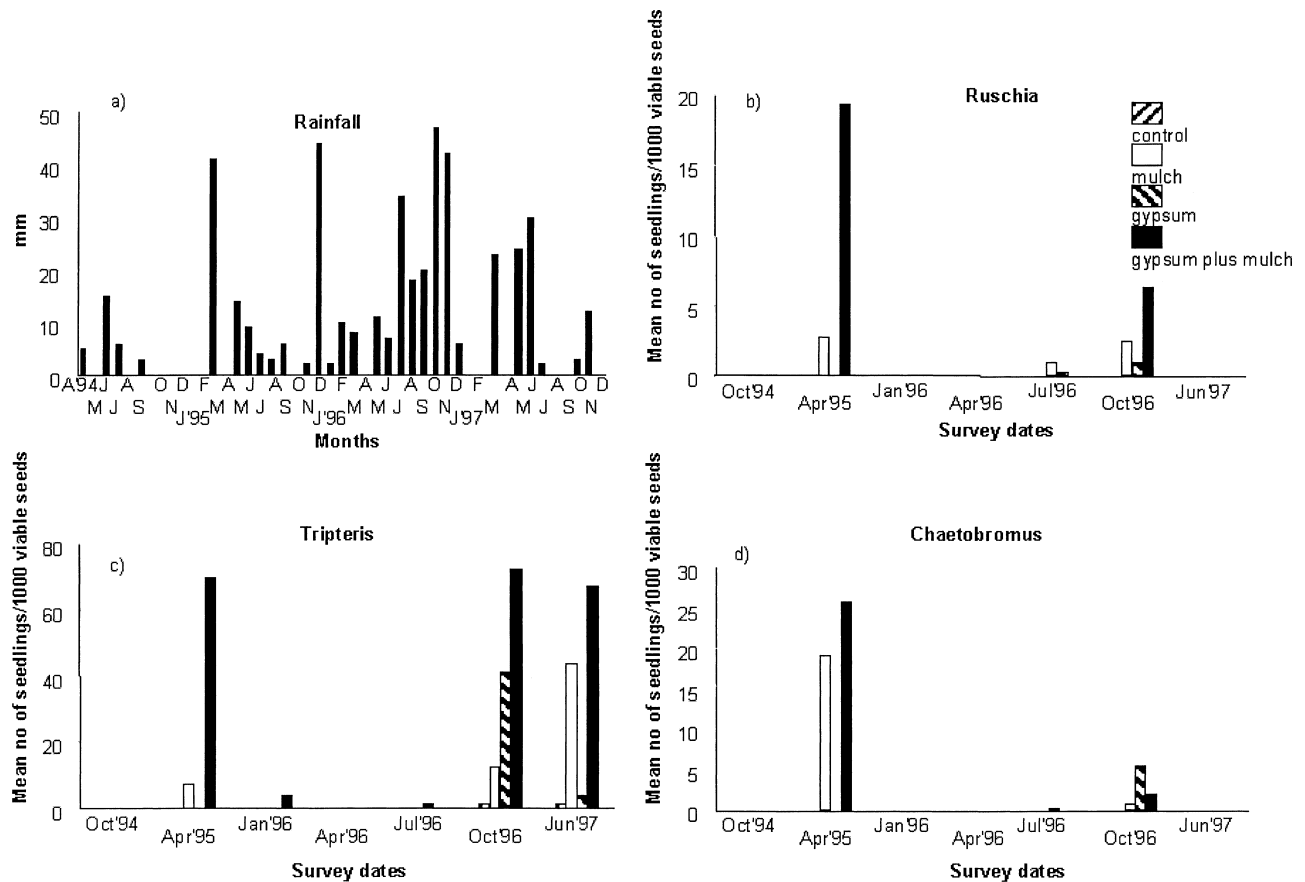 a)
Rainfall
mm
50
40
30
20
10
0
A94 J A O D F A J A O D F A J A O D F A J A O D
M J S N J'95 M M J S N J'96 M M J S N J'97 M M J S N
Months
b)
Ruschia
Mean no of seedlings/1000 viable seeds
20
15
10
5
0
control
mulch
gypsum
gypsum plus mulch
Oct'94 Apr'95 Jan'96 Apr'96 Jul'96 Oct'96 Jun'97
Survey dates
c)
Tripteris
Mean no of seedlings/1000 viable seeds
80
60
40
20
0
Oct'94 Apr'95 Jan'96 Apr'96 Jul'96 Oct'96 Jun'97
Survey dates
d)
Chaetobromus
Mean no of seedlings/1000 viable seeds
30
25
20
15
10
5
0
Oct'94 Apr'95 Jan'96 Apr'96 Jul'96 Oct'96 Jun'97
Survey dates